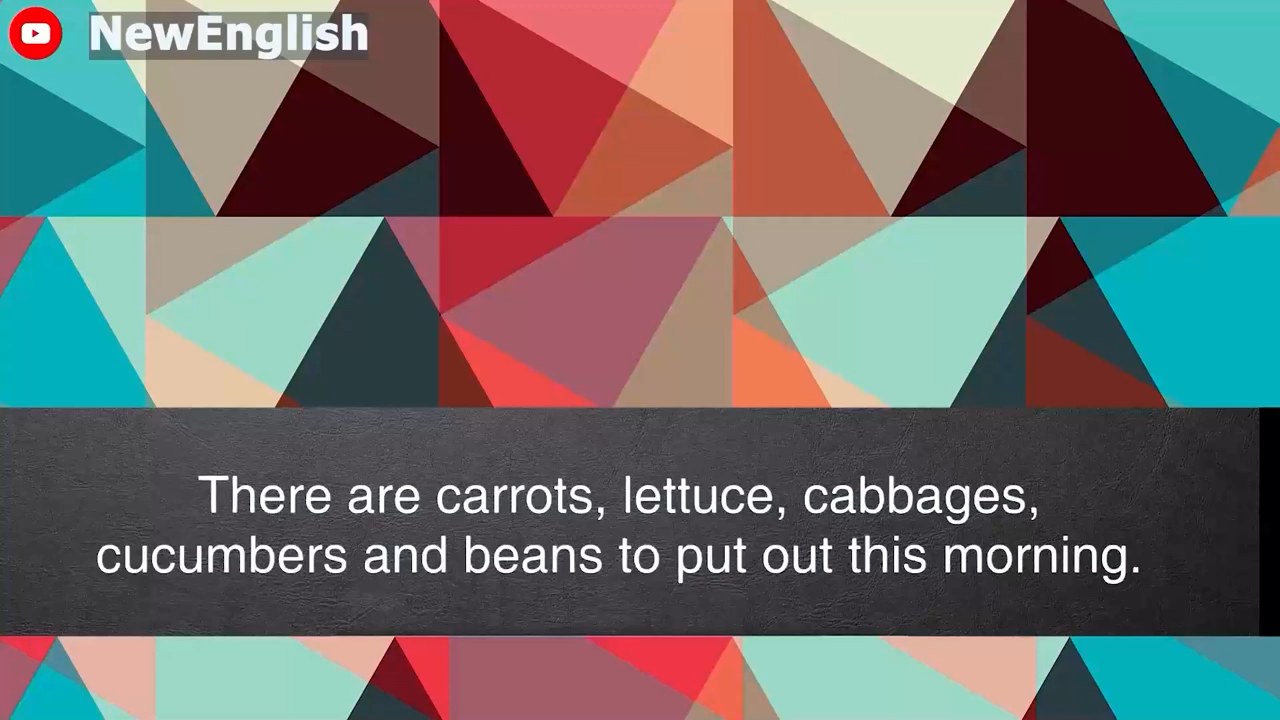 NewEnglish
There are carrots, lettuce, cabbages,
cucumbers and beans to put out this morning.